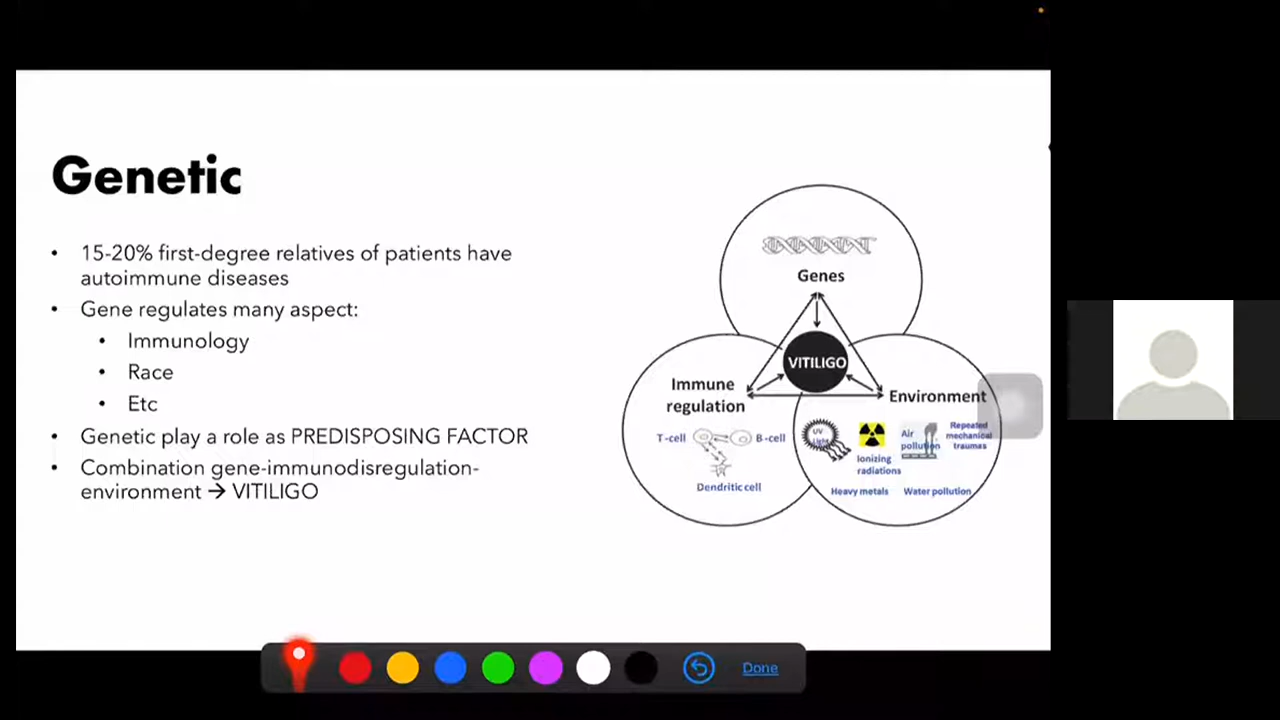 Genetic
• 15-20% first-degree relatives of patients have
autoimmune diseases
• Gene regulates many aspect:
• Immunology
• Race
• Etc
• Genetic play a role as PREDISPOSING FACTOR
• Combination gene-immunodisregulation-
environment → VITILIGO
Genes
VITILIGO
Immune
regulation
T-cell
B-cell
Dendritic cell
Environment
UV
Light
Ionizing
radiations
Air
pollution
Repeated
mechanical
traumas
Heavy metals
Water pollution
Done